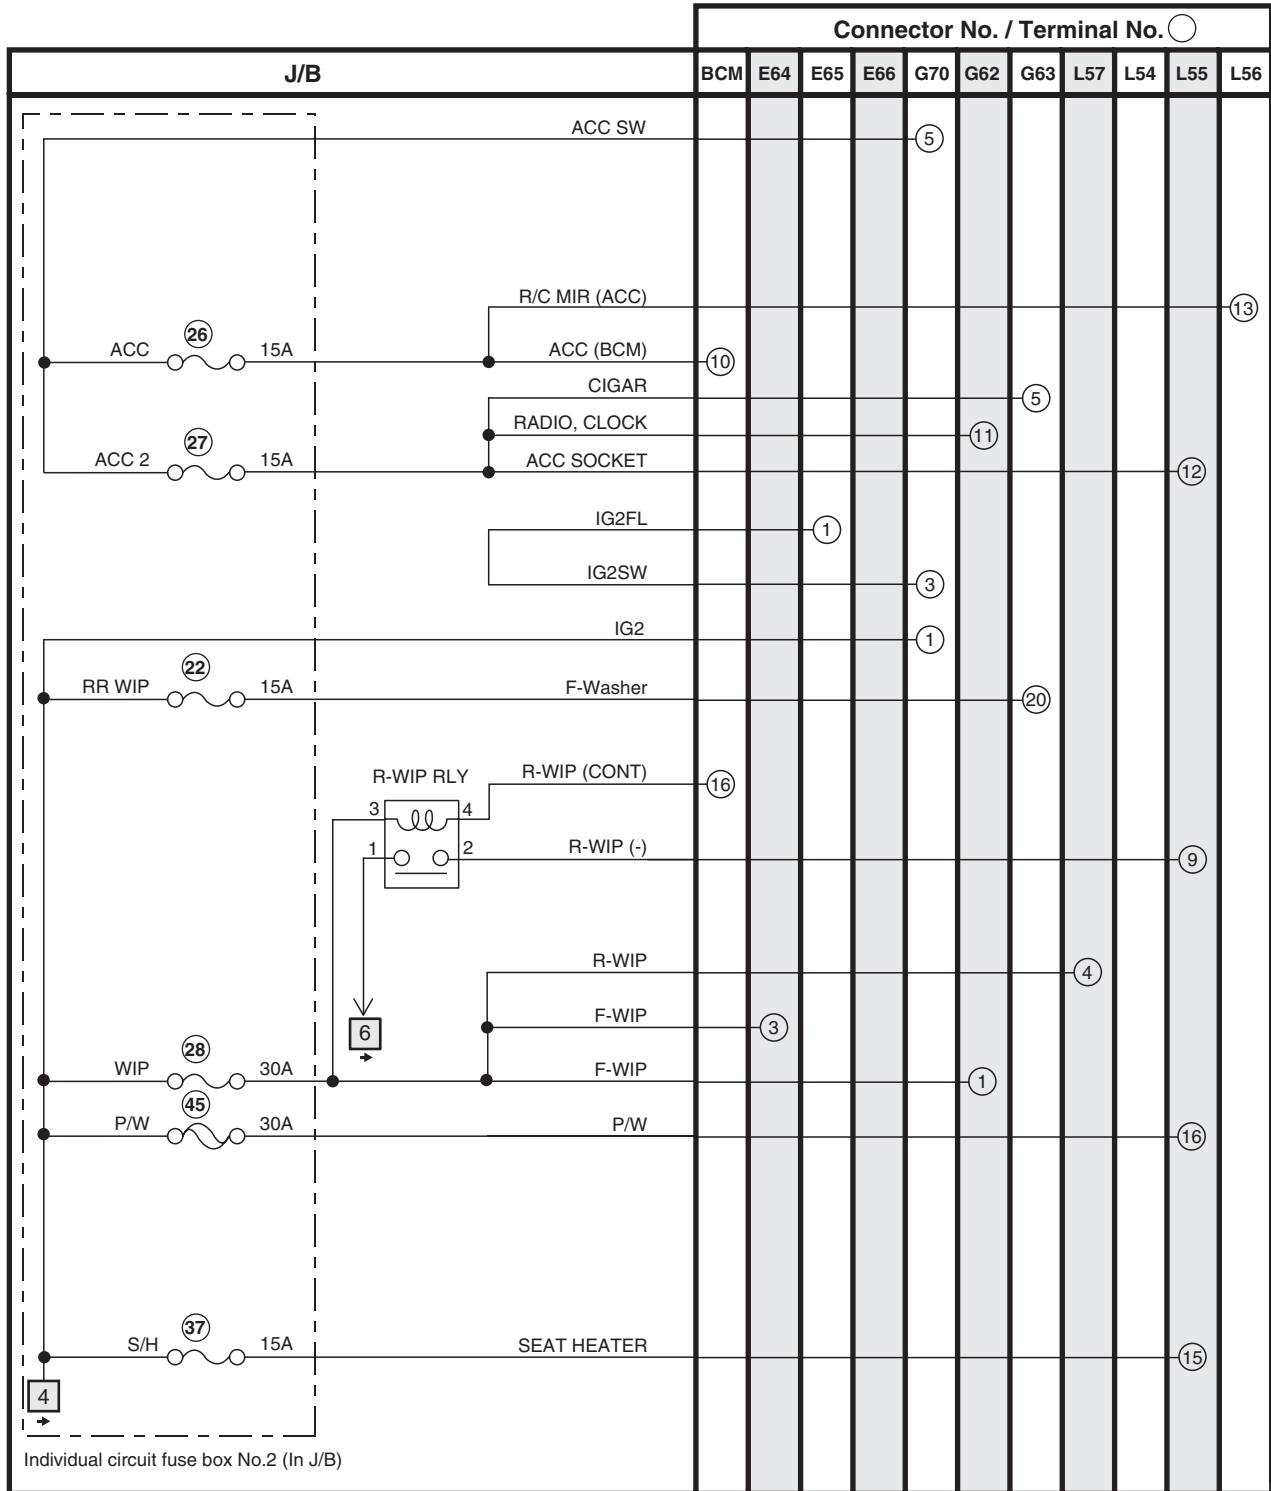 Connector No. / Terminal No.
J/B BCM E64 E65 E66 G70 G62 G63 L57 L54 L55 L56
ACC SW 5
R/C MIR (ACC) 13
26
ACC 15A ACC (BCM) 10
CIGAR 5
27
RADIO, CLOCK 11
ACC 2 15A ACC SOCKET 12
IG2FL 1
IG2SW 3
IG2 1
22
RR WIP 15A F-Washer 20
R-WIP RLY R-WIP (CONT) 16
3 4
1 2 R-WIP (-) 9
R-WIP 4
F-WIP 3
6
28
WIP 30A F-WIP 1
45
P/W 30A P/W 16
37
S/H 15A SEAT HEATER 15
4
Individual circuit fuse box No.2 (In J/B)